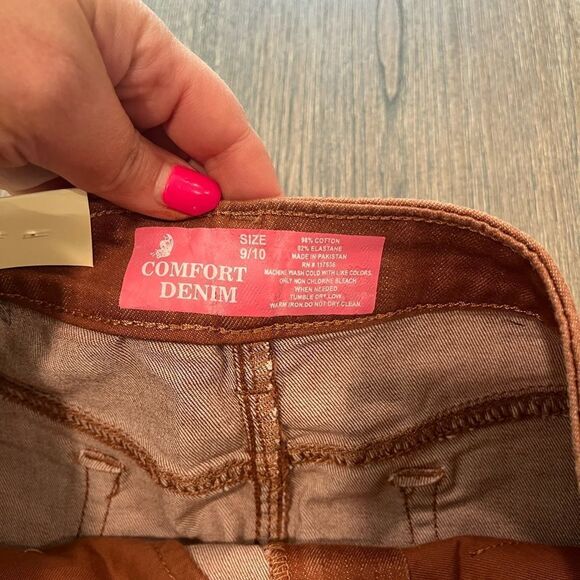 COMFORT
DENIM
SIZE
9/10
98% COTTON
02% ELASTANE
MADE IN PAKISTAN
RN # 117636
MACHINE WASH COLD WITH LIKE COLORS.
ONLY NON CHLORINE BLEACH
WHEN NEEDED
TUMBLE DRY LOW
WARM IRON, DO NOT DRY CLEAN.